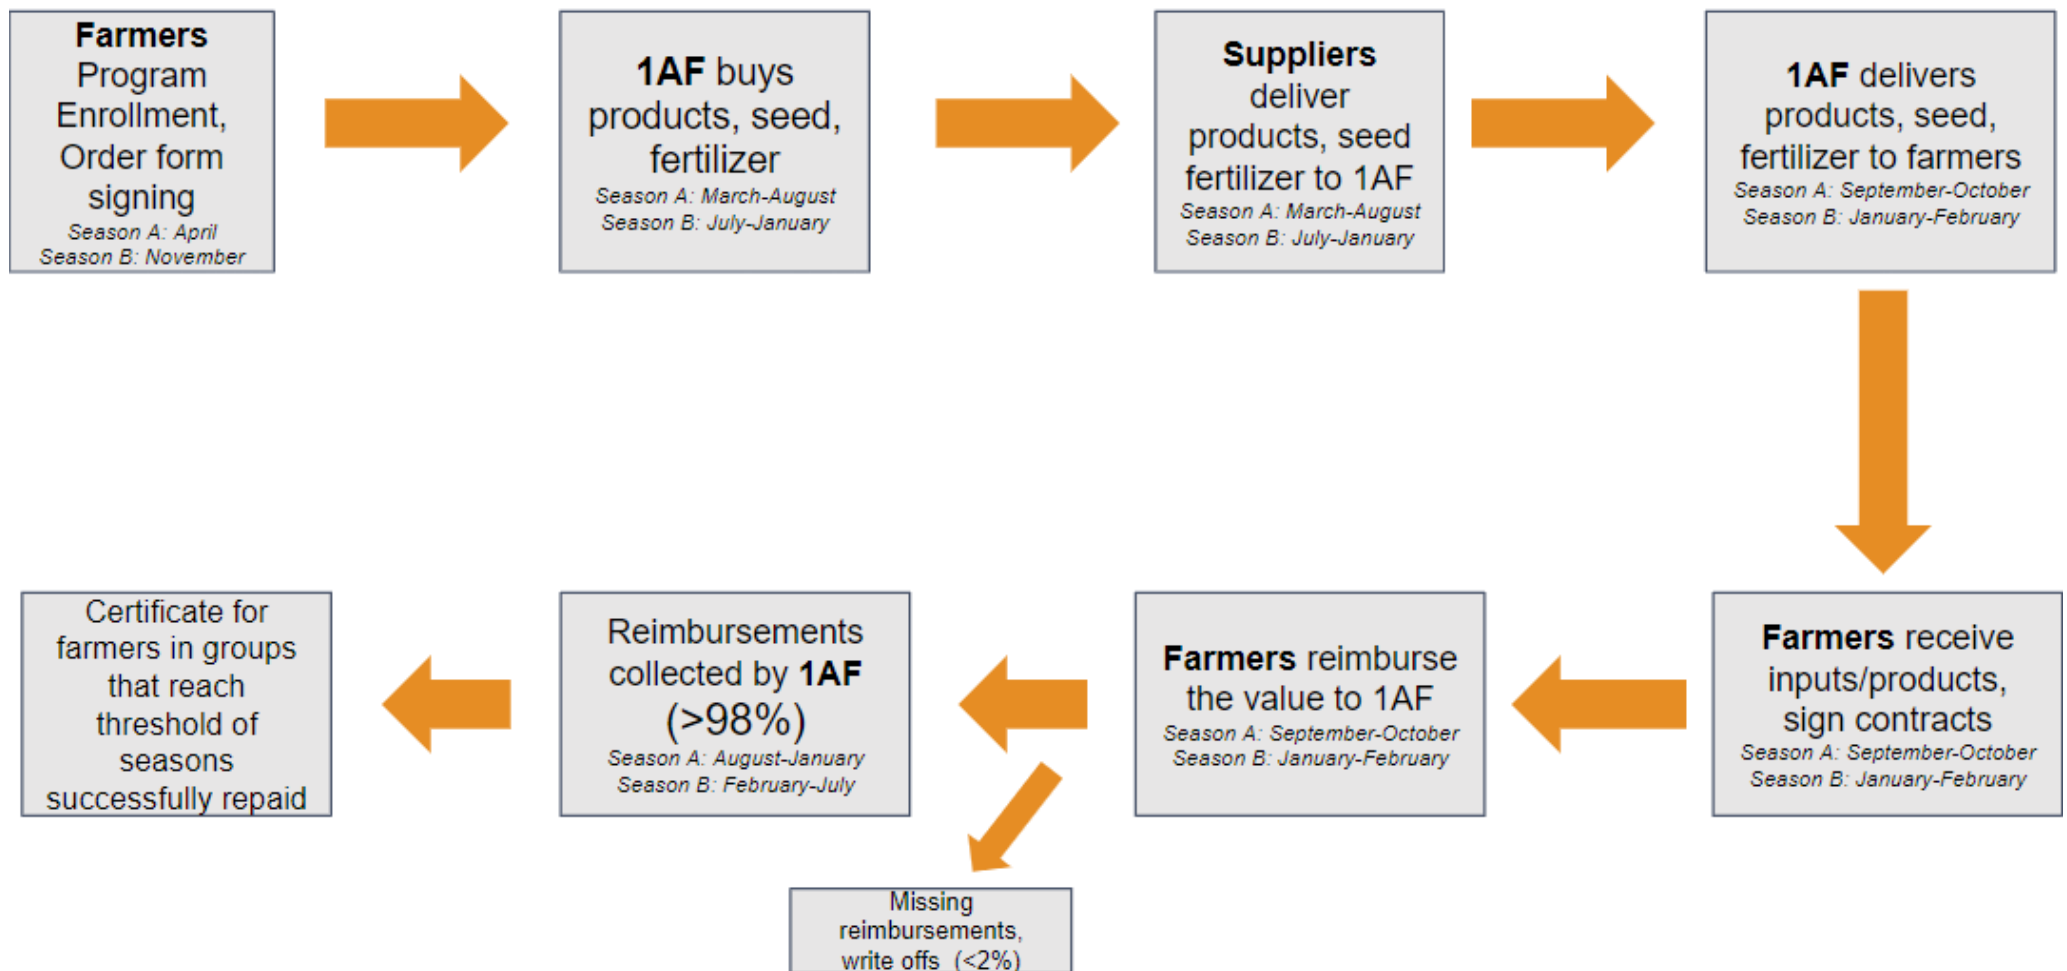 Farmers
Program
Enrollment,
Order form
signing
Season A: April
Season B: November
1AF buys
products, seed,
fertilizer
Season A: March-August
Season B: July-January
Suppliers
deliver
products, seed
fertilizer to 1AF
Season A: March-August
Season B: July-January
1AF delivers
products, seed,
fertilizer to farmers
Season A: September-October
Season B: January-February
Farmers receive
inputs/products,
sign contracts
Season A: September-October
Season B: January-February
Farmers reimburse
the value to 1AF
Season A: September-October
Season B: January-February
Reimbursements
collected by 1AF
(>98%)
Season A: August-January
Season B: February-July
Missing
reimbursements,
write offs (<2%)
Certificate for
farmers in groups
that reach
threshold of
seasons
successfully repaid